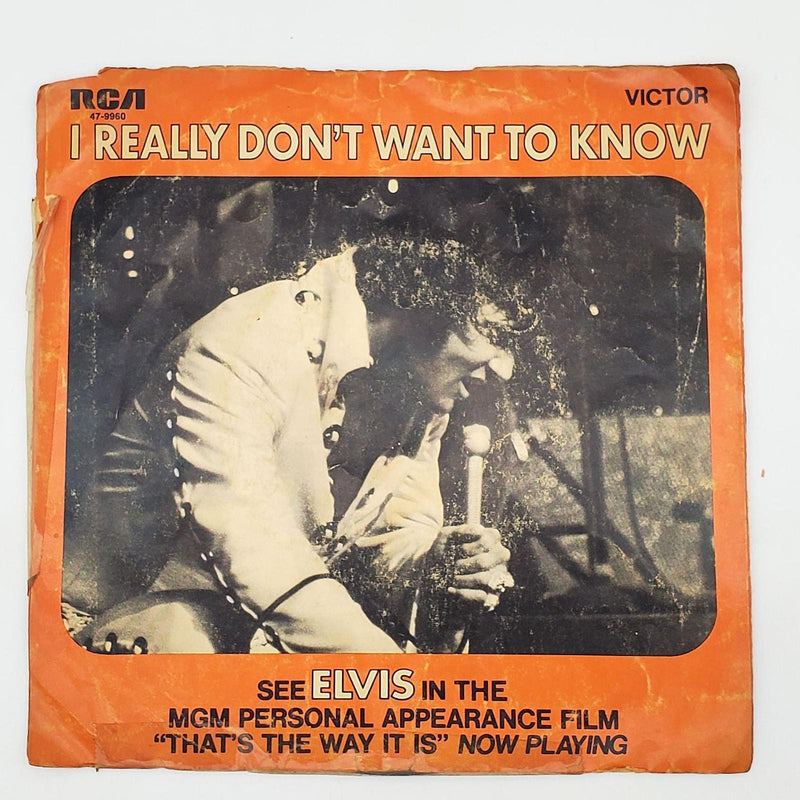 RCA VICTOR
47-9960
I REALLY DON'T WANT TO KNOW
SEE ELVIS IN THE
MGM PERSONAL APPEARANCE FILM
"THAT'S THE WAY IT IS" NOW PLAYING